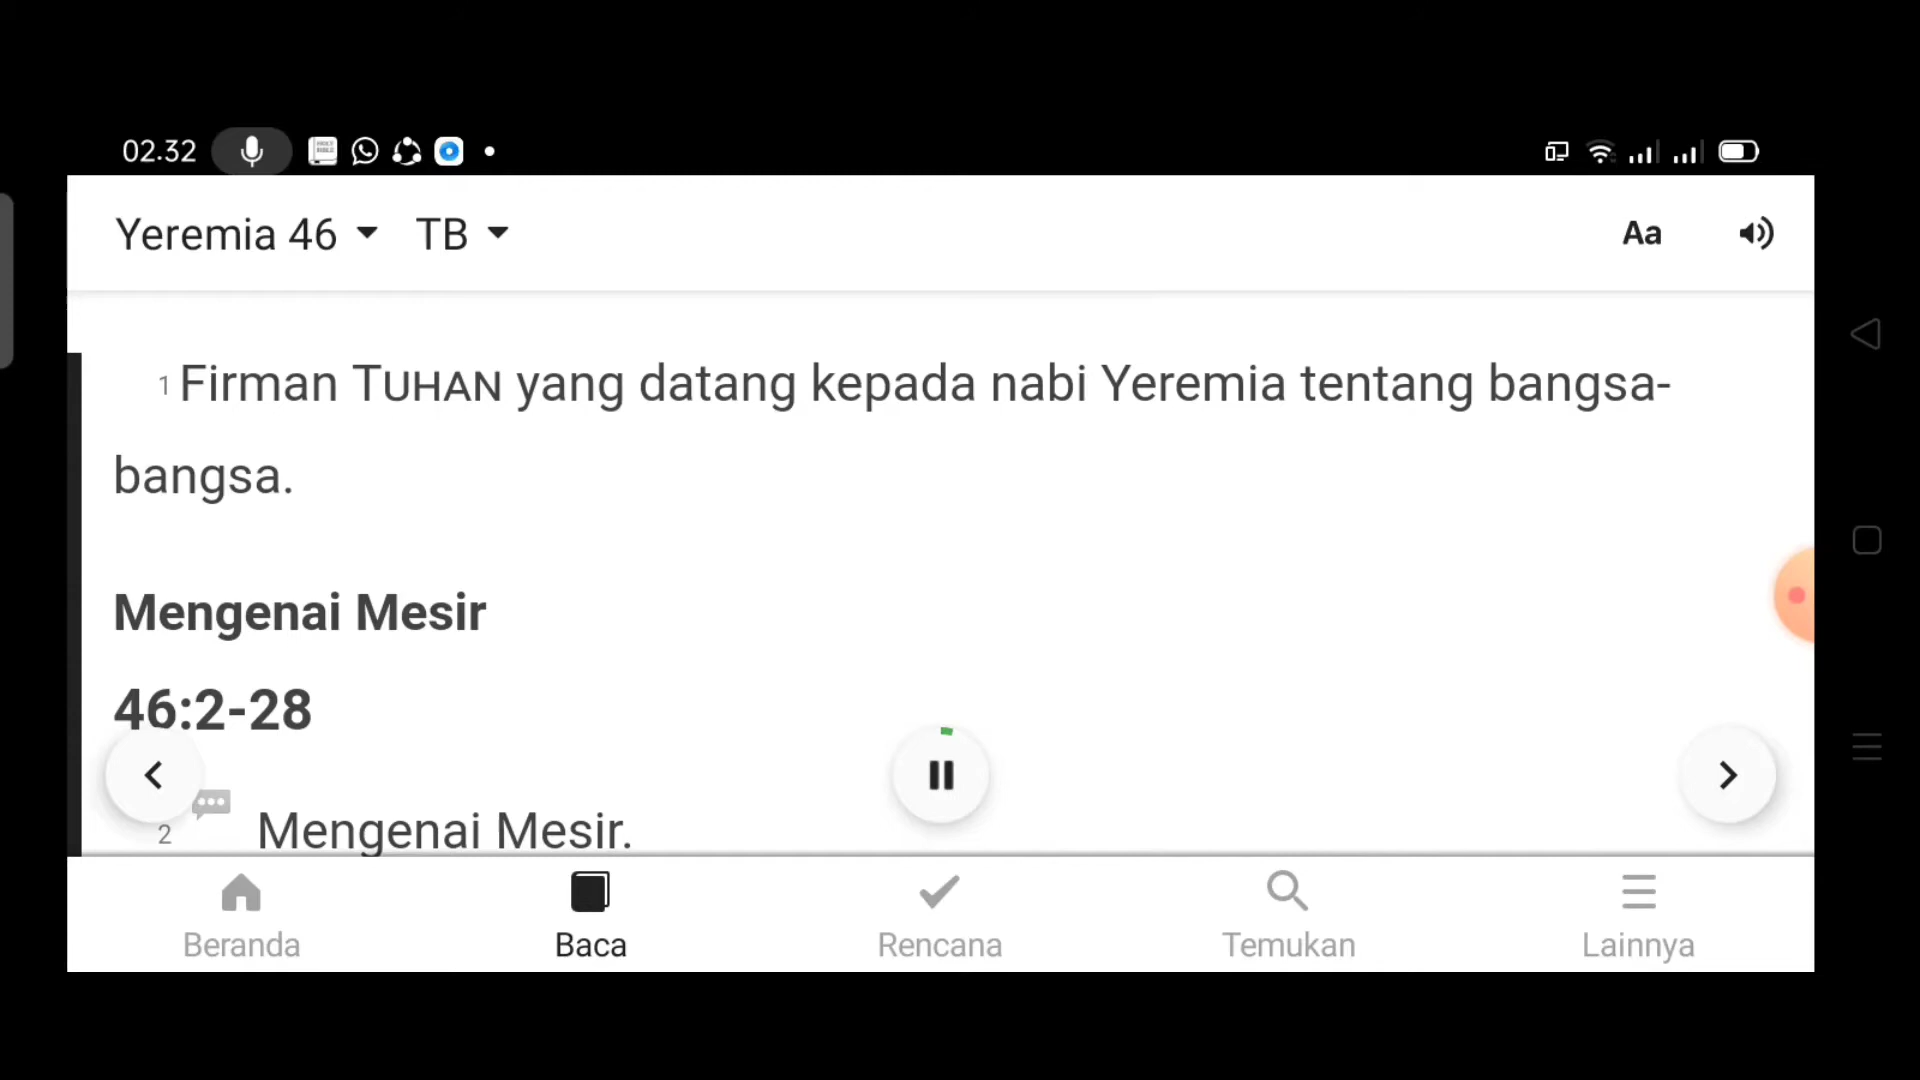 02.32
Yeremia 46 TB Aa
1 Firman TUHAN yang datang kepada nabi Yeremia tentang bangsa-
bangsa.
Mengenai Mesir
46:2-28
2 Mengenai Mesir.
Beranda Baca Rencana Temukan Lainnya